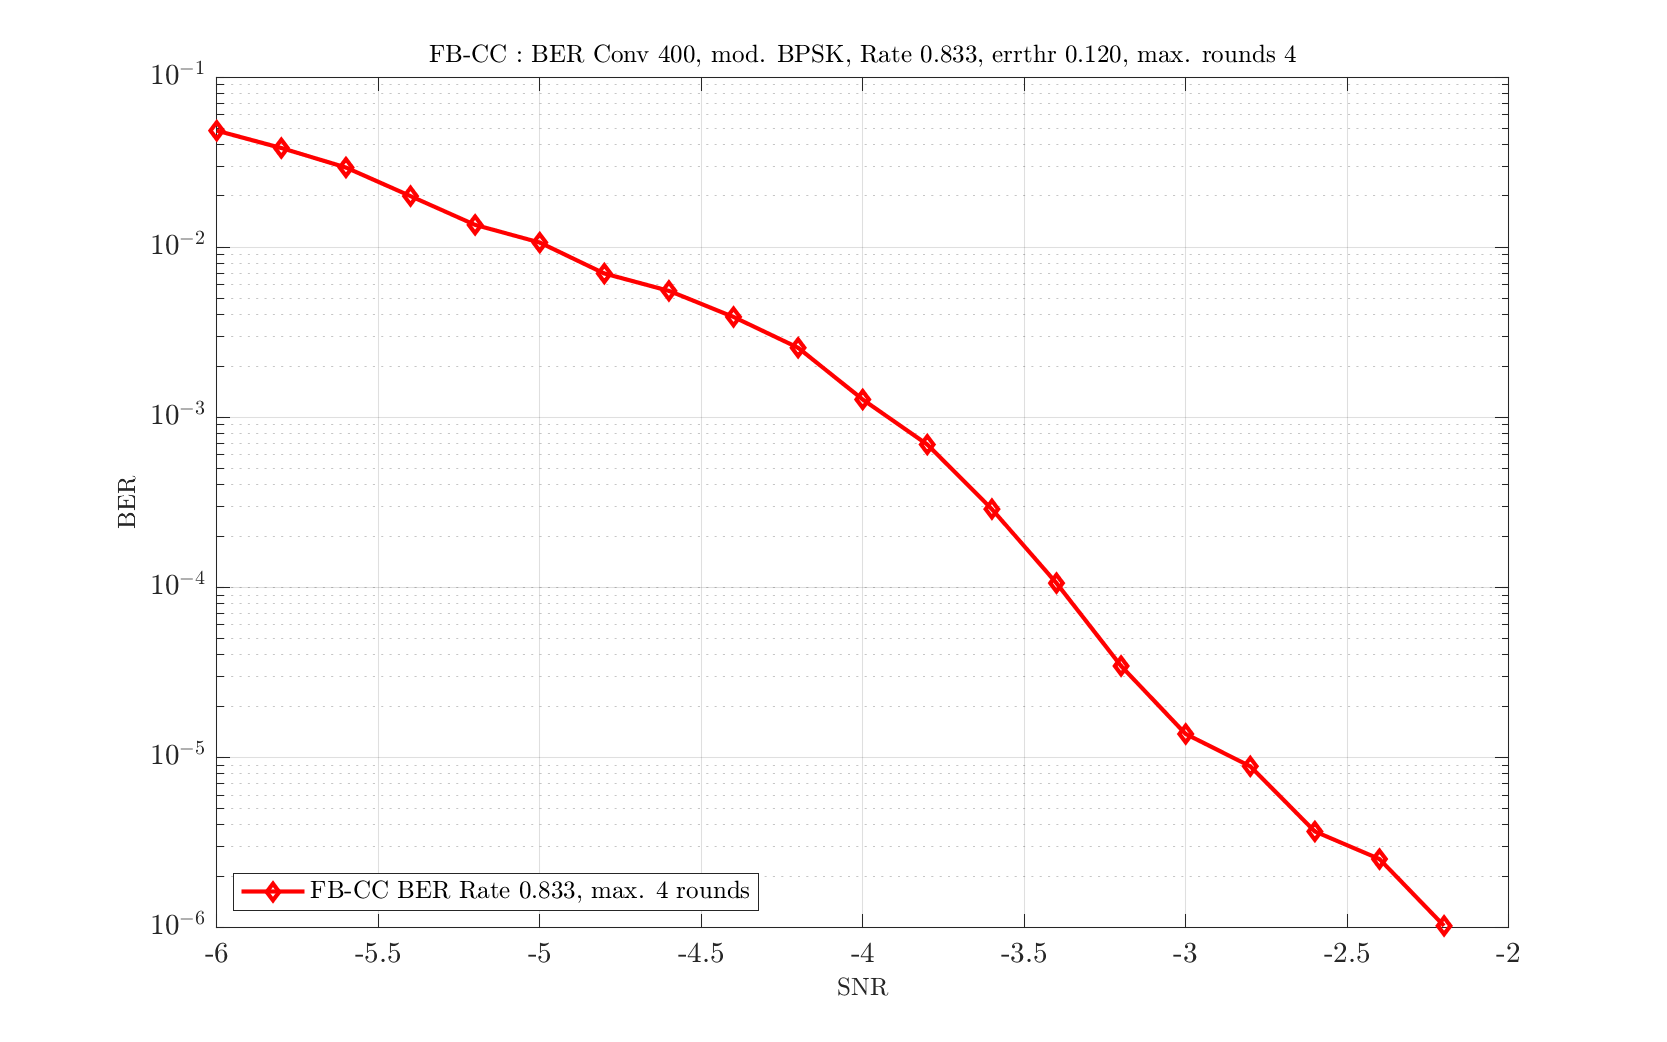 FB-CC : BER Conv 400, mod. BPSK, Rate 0.833, errthr 0.120, max. rounds 4
10^{-1}
10^{-2}
10^{-3}
10^{-4}
10^{-5}
10^{-6}
BER
FB-CC BER Rate 0.833, max. 4 rounds
-6 -5.5 -5 -4.5 -4 -3.5 -3 -2.5 -2
SNR